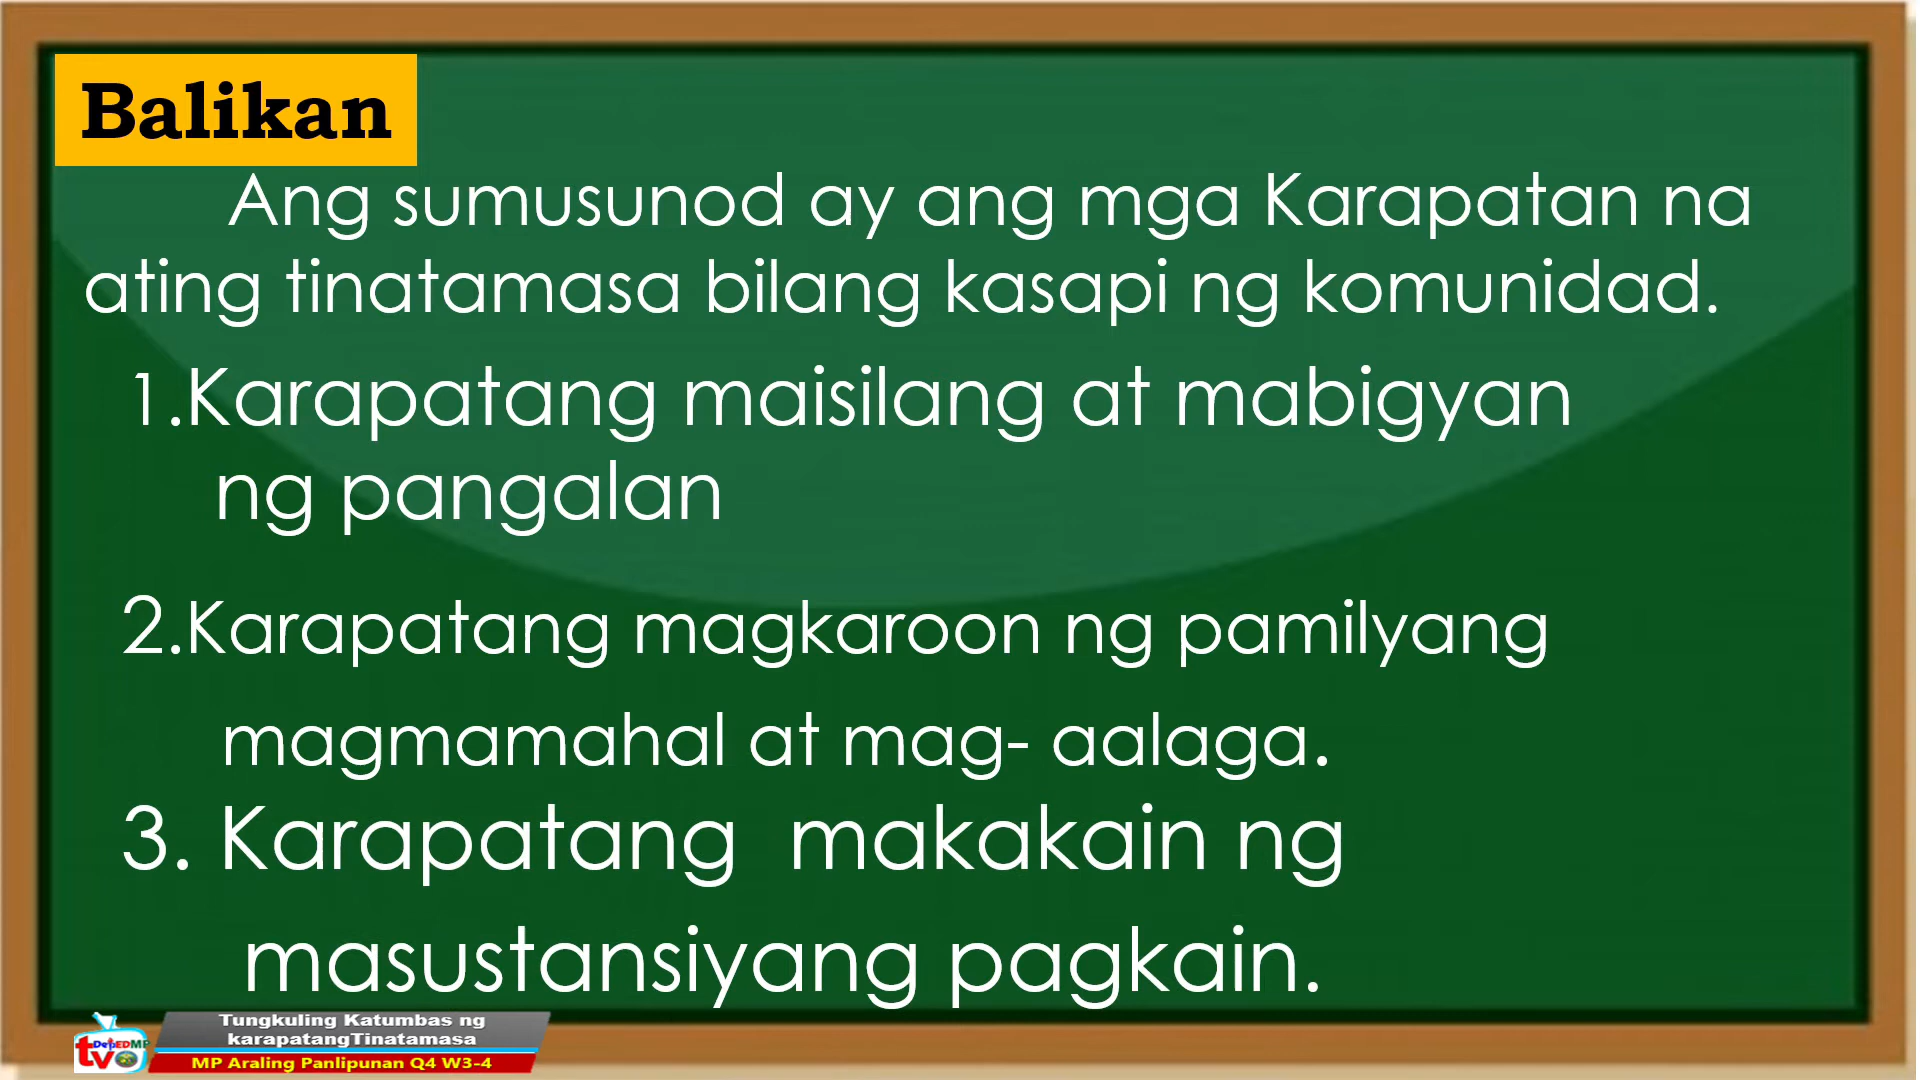 Balikan
Ang sumusunod ay ang mga Karapatan na
ating tinatamasa bilang kasapi ng komunidad.
1.Karapatang maisilang at mabigyan
ng pangalan
2.Karapatang magkaroon ng pamilyang
magmamahal at mag- aalaga.
3. Karapatang makakain ng
masustansiyang pagkain.
Tungkuling Katumbas ng
karapatangTinatamasa
DepEDMP
tv
MP Araling Panlipunan Q4 W3-4